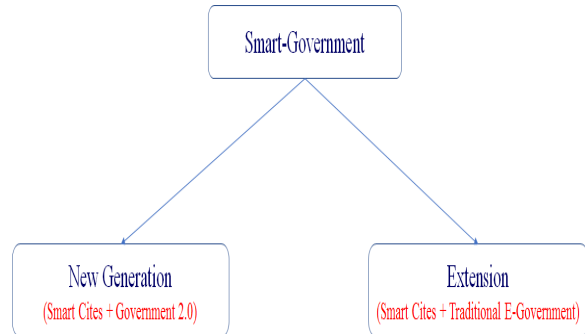 Smart-Government
New Generation
(Smart Cites + Government 2.0)
Extension
(Smart Cites + Traditional E-Government)